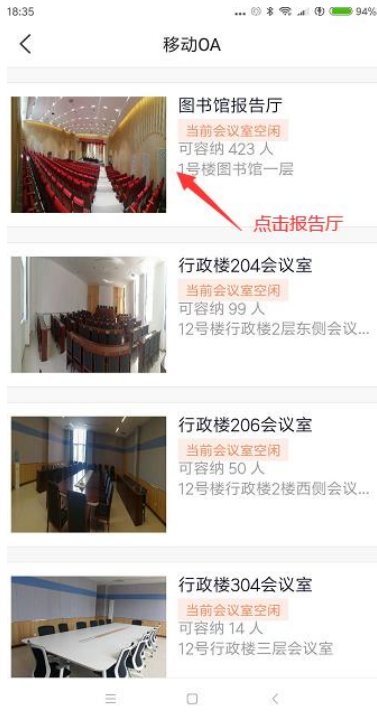 18:35
94%
移动OA
图书馆报告厅
当前会议室空闲
可容纳 423 人
1号楼图书馆一层
点击报告厅
行政楼204会议室
当前会议室空闲
可容纳 99 人
12号楼行政楼2层东侧会议...
行政楼206会议室
当前会议室空闲
可容纳 50 人
12号楼行政楼2楼西侧会议...
行政楼304会议室
当前会议室空闲
可容纳 14 人
12号楼行政楼三层会议室